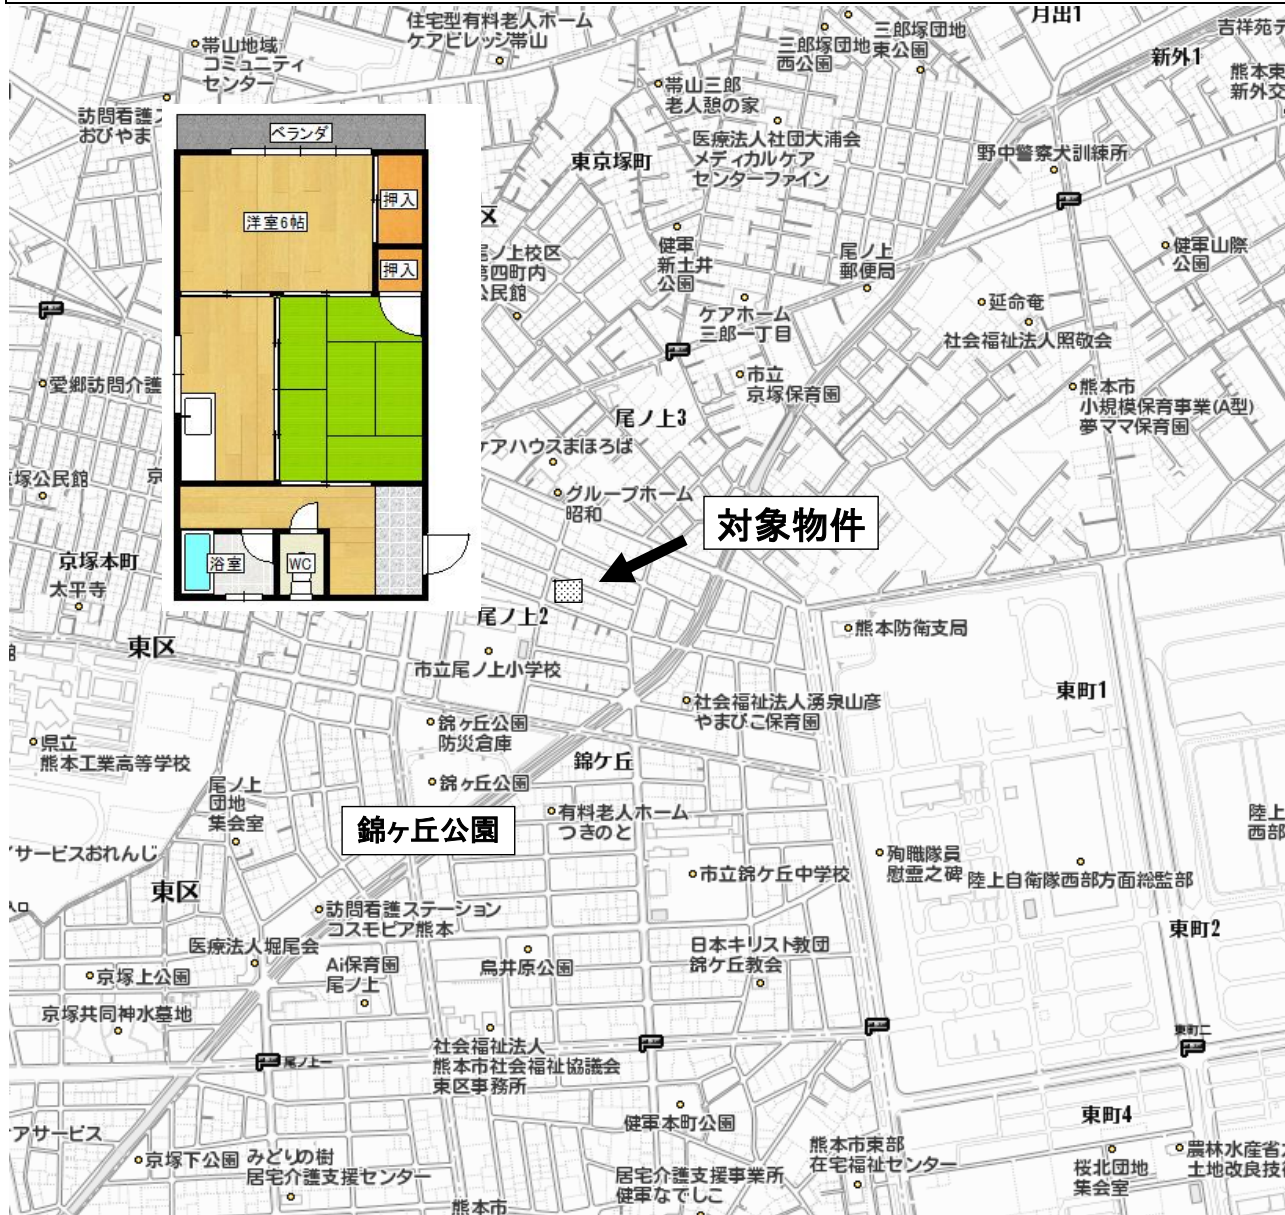 住宅型有料老人ホーム
ケアビレッジ帯山
三郎塚団地
西公園
三郎塚団地
東公園
月出1
新外1
吉祥苑デ
熊本東
新外交
帯山地域
コミュニティ
センター
訪問看護ス
おびやま
帯山三郎
老人憩の家
医療法人社団大浦会
メディカルケア
センターファイン
東京塚町
野中警察犬訓練所
健軍
新土井
公園
尾ノ上
郵便局
健軍山際
公園
区
尾ノ上校区
第四町内
公民館
ケアホーム
三郎一丁目
延命庵
社会福祉法人照敬会
市立
京塚保育園
熊本市
小規模保育事業(A型)
夢ママ保育園
愛郷訪問介護
尾ノ上3
ケアハウスまほろば
グループホーム
昭和
京塚公民館
京
ベランダ
洋室6帖
押入
押入
浴室
WC
対象物件
京塚本町
太平寺
東区
尾ノ上2
市立尾ノ上小学校
熊本防衛支局
東町1
社会福祉法人湧泉山彦
やまびこ保育園
錦ヶ丘公園
防災倉庫
錦ケ丘
錦ヶ丘公園
県立
熊本工業高等学校
尾ノ上
団地
集会室
錦ヶ丘公園
有料老人ホーム
つきのと
イサービスおれんじ
東区
市立錦ケ丘中学校
殉職隊員
慰霊之碑
陸上自衛隊西部方面総監部
陸上
西部
東町2
訪問看護ステーション
コスモピア熊本
医療法人堀尾会
Ai保育園
尾ノ上
鳥井原公園
日本キリスト教団
錦ケ丘教会
京塚上公園
京塚共同神水墓地
尾ノ上一
社会福祉法人
熊本市社会福祉協議会
東区事務所
東町二
健軍本町公園
東町4
アサービス
京塚下公園
みどりの樹
居宅介護支援センター
熊本市
居宅介護支援事業所
健軍なでしこ
熊本市東部
在宅福祉センター
桜北団地
集会室
農林水産省
土地改良技